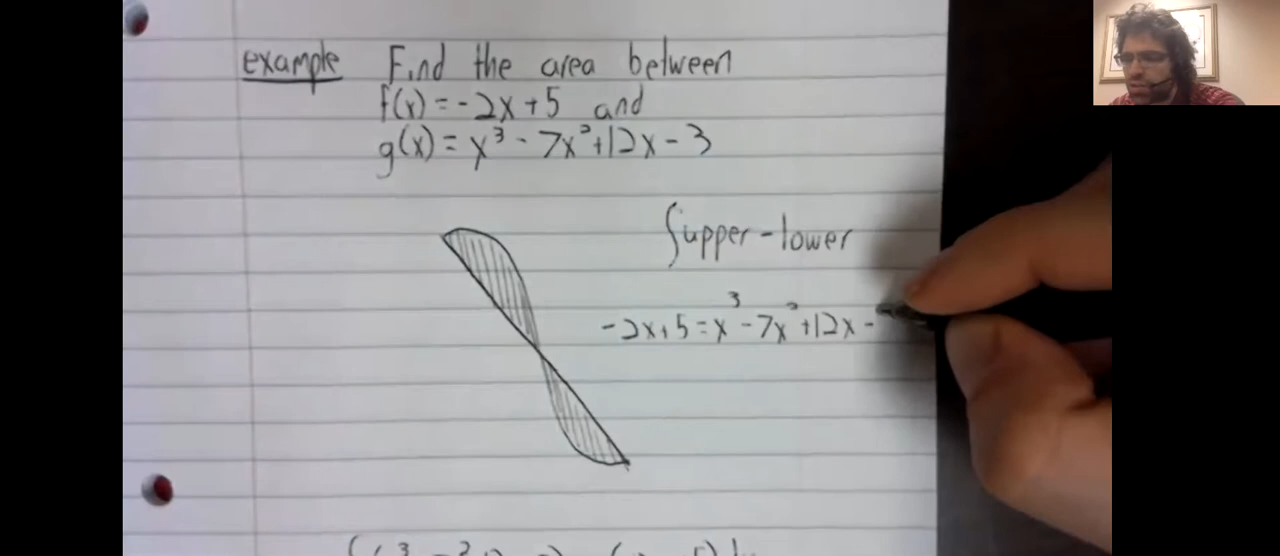 example Find the area between
f(x) = -2x + 5 and
g(x) = x³ - 7x² + 12x - 3
∫upper - lower
-2x + 5 = x³ - 7x² + 12x -